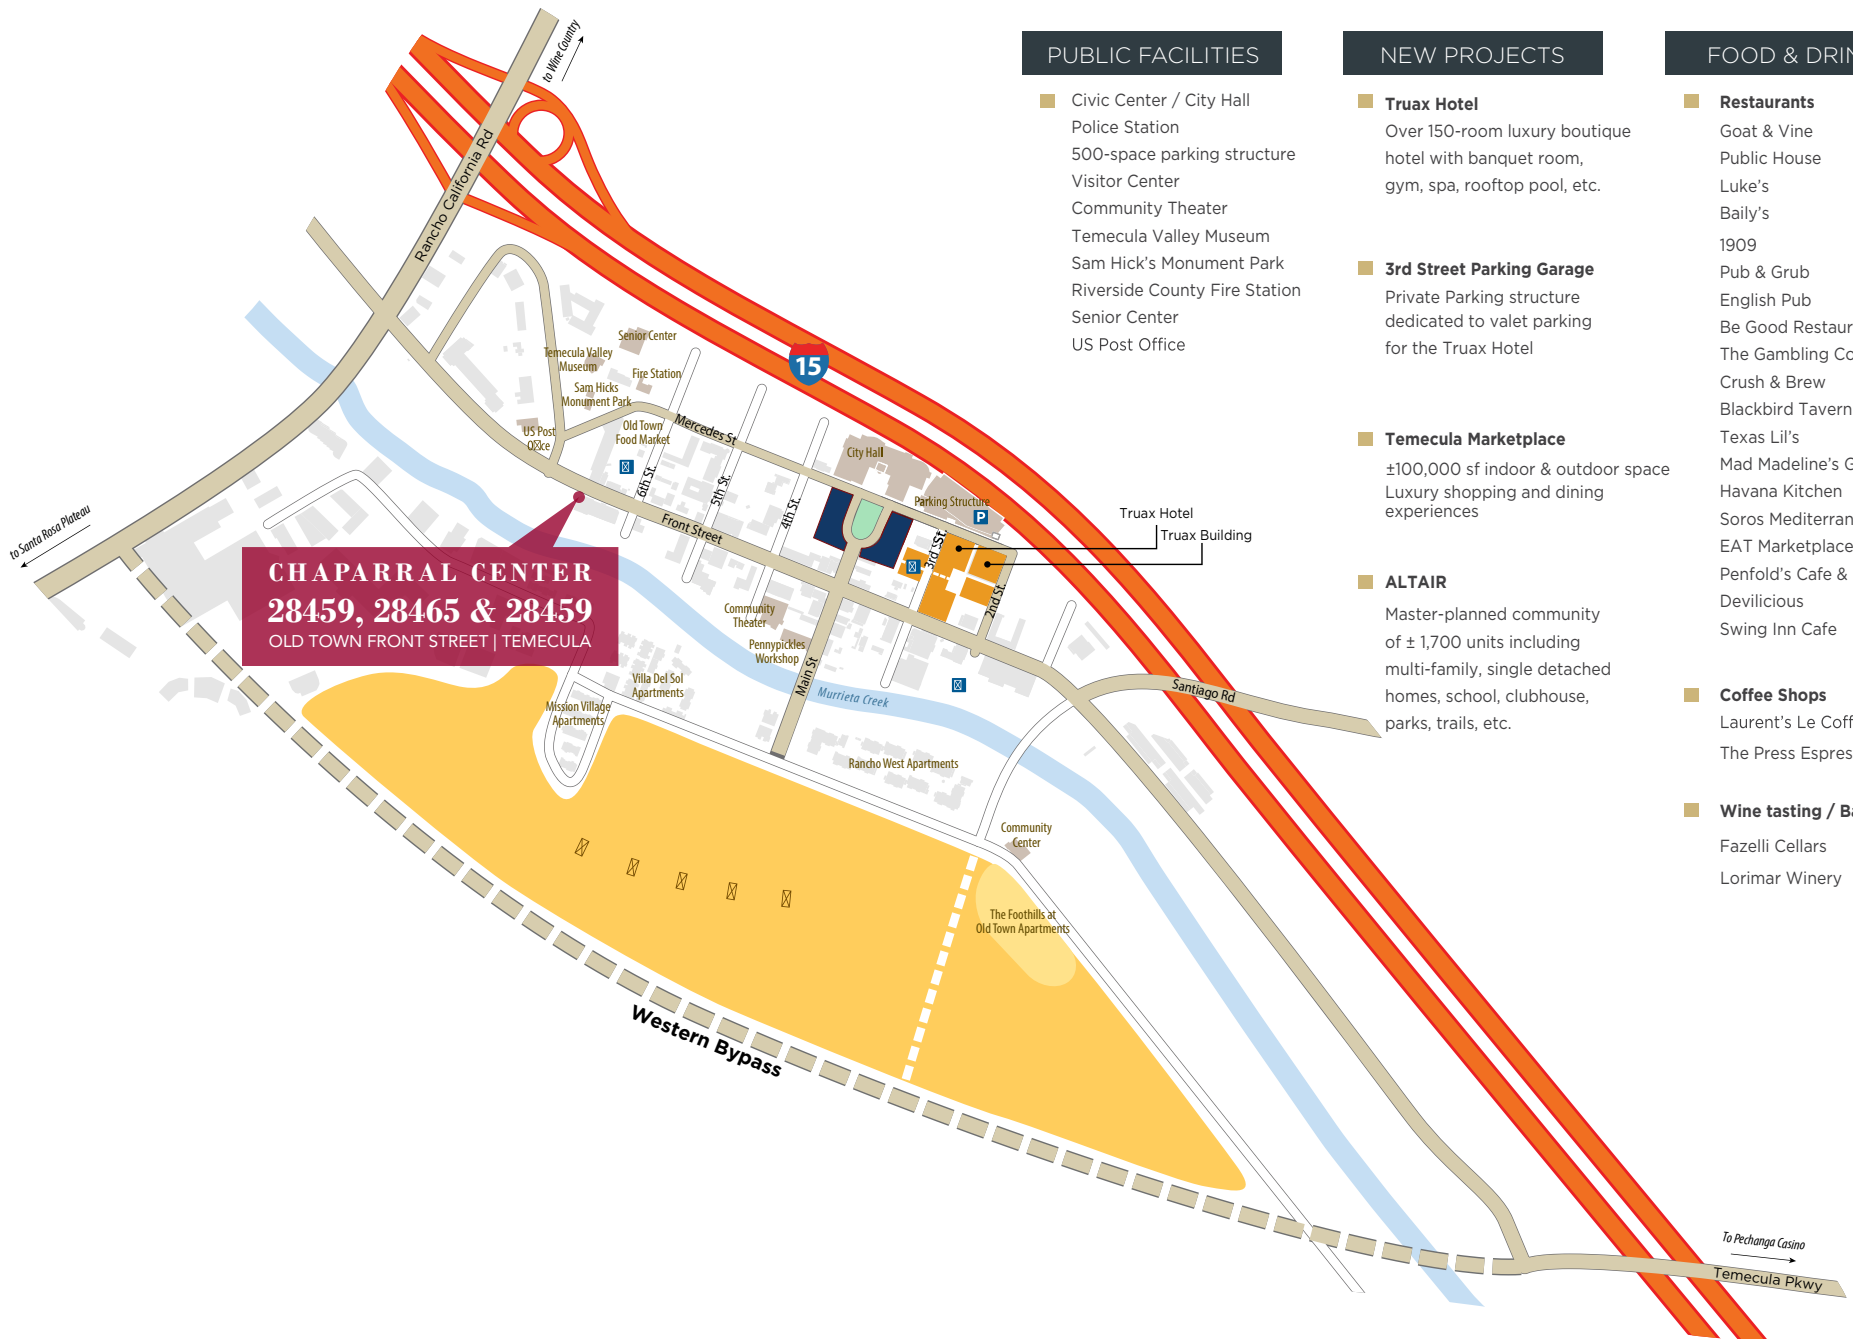 PUBLIC FACILITIES
Civic Center / City Hall
Police Station
500-space parking structure
Visitor Center
Community Theater
Temecula Valley Museum
Sam Hick's Monument Park
Riverside County Fire Station
Senior Center
US Post Office
NEW PROJECTS
Truax Hotel
Over 150-room luxury boutique
hotel with banquet room,
gym, spa, rooftop pool, etc.
3rd Street Parking Garage
Private Parking structure
dedicated to valet parking
for the Truax Hotel
Temecula Marketplace
±100,000 sf indoor & outdoor space
Luxury shopping and dining
experiences
ALTAIR
Master-planned community
of ± 1,700 units including
multi-family, single detached
homes, school, clubhouse,
parks, trails, etc.
FOOD & DRIN
Restaurants
Goat & Vine
Public House
Luke's
Baily's
1909
Pub & Grub
English Pub
Be Good Restaur
The Gambling Co
Crush & Brew
Blackbird Tavern
Texas Lil's
Mad Madeline's G
Havana Kitchen
Soros Mediterran
EAT Marketplace
Penfold's Cafe &
Devilicious
Swing Inn Cafe
Coffee Shops
Laurent's Le Coff
The Press Espres
Wine tasting / Ba
Fazelli Cellars
Lorimar Winery
to Wine Country
Rancho California Rd
15
Senior Center
Temecula Valley
Museum
Fire Station
Sam Hicks
Monument Park
US Post
Old Town
Food Market
Mercedes St
6th St.
5th St.
4th St.
City Hall
Parking Structure
P
Front Street
3rd St.
2nd St.
Truax Hotel
Truax Building
to Santa Rosa Plateau
CHAPARRAL CENTER
28459, 28465 & 28459
OLD TOWN FRONT STREET | TEMECULA
Community
Theater
Pennypickles
Workshop
Main St
Murrieta Creek
Santiago Rd
Villa Del Sol
Apartments
Mission Village
Apartments
Rancho West Apartments
Community
Center
The Foothills at
Old Town Apartments
Western Bypass
To Pechanga Casino
Temecula Pkwy